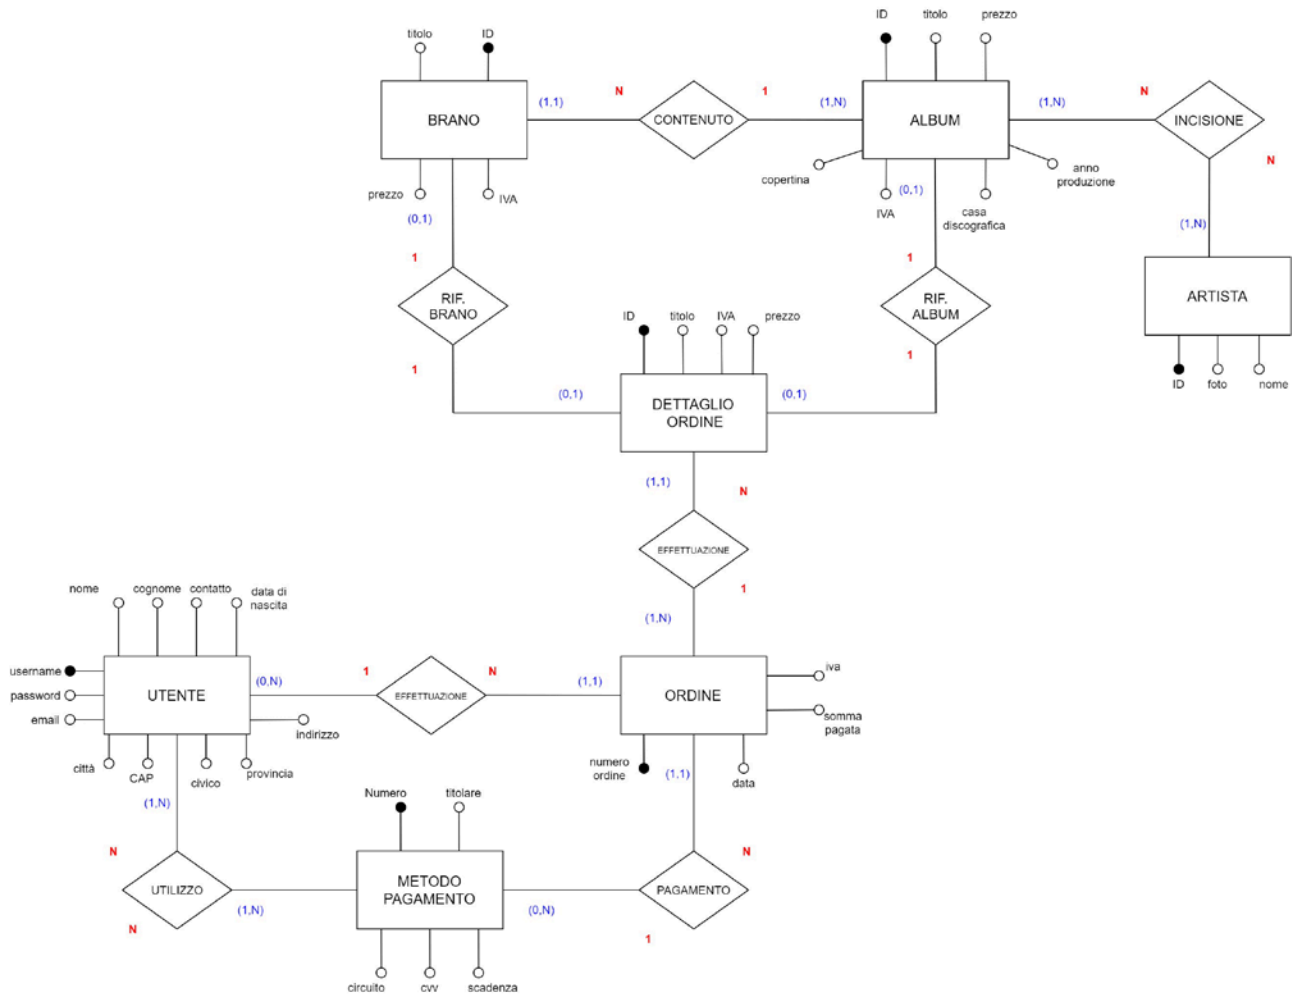 ID titolo prezzo
titolo ID
(1,1) N 1 (1,N) (1,N) N
BRANO CONTENUTO ALBUM INCISIONE
N
copertina anno
produzione
prezzo IVA (0,1)
IVA casa
discografica
(0,1) (1,N)
1 1
RIF.
BRANO
RIF.
ALBUM
ARTISTA
ID titolo IVA prezzo
1 1
ID foto nome
(0,1) (0,1)
DETTAGLIO
ORDINE
(1,1) N
EFFETTUAZIONE
1
(1,N)
nome cognome contatto data di
nascita
username
password
email
UTENTE
(0,N) 1 N (1,1)
EFFETTUAZIONE
ORDINE
iva
somma
pagata
indirizzo
città CAP civico provincia
numero
ordine
(1,1)
data
(1,N)
Numero titolare
N N
UTILIZZO METODO
PAGAMENTO
PAGAMENTO
(1,N) (0,N)
N 1
circuito cvv scadenza